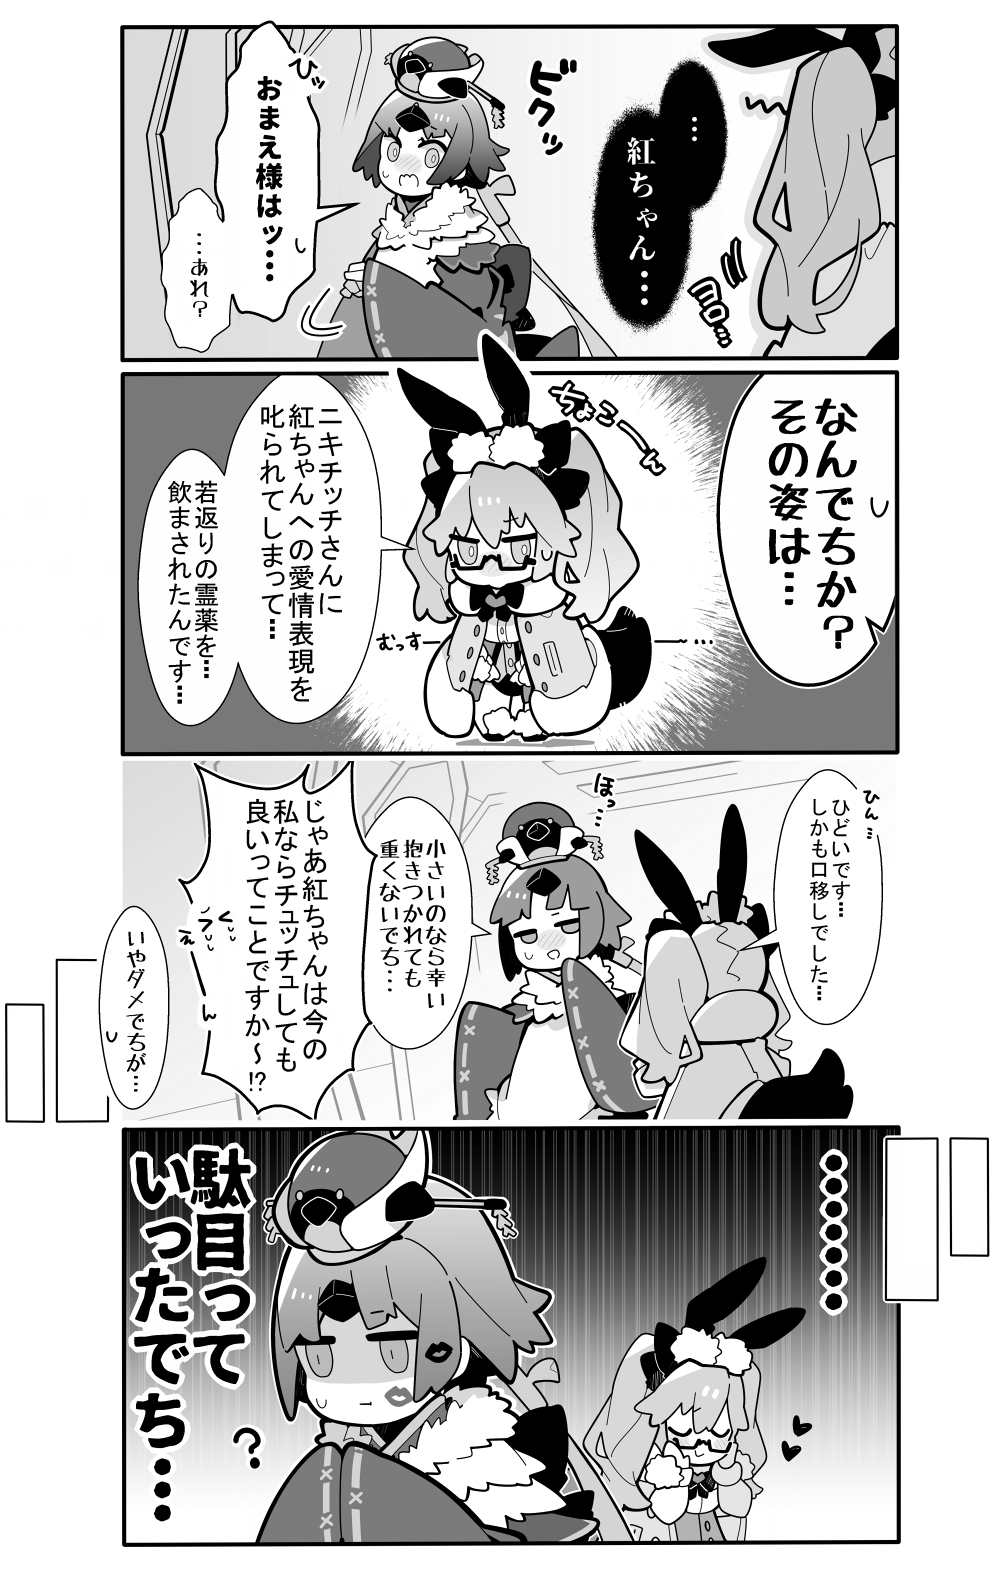 …
紅ちゃん…
ヨロ…
ビクッ
ひッ
おまえ様はッ…
…あれ？
なんでちか？
その姿は…
ちょこーん
ニキチッチさんに
紅ちゃんへの愛情表現を
叱られてしまって…
むっすー
～…
若返りの霊薬を…
飲まされたんです…
ひん…
ひどいです…
しかも口移しでした…
ほっ…
小さいのなら幸い
抱きつかれても
重くないでち…
じゃあ紅ちゃんは今の
私ならチュッチュしても
良いってことですか～!?
いやダメでちが…
………
駄目って
いったでち…
？